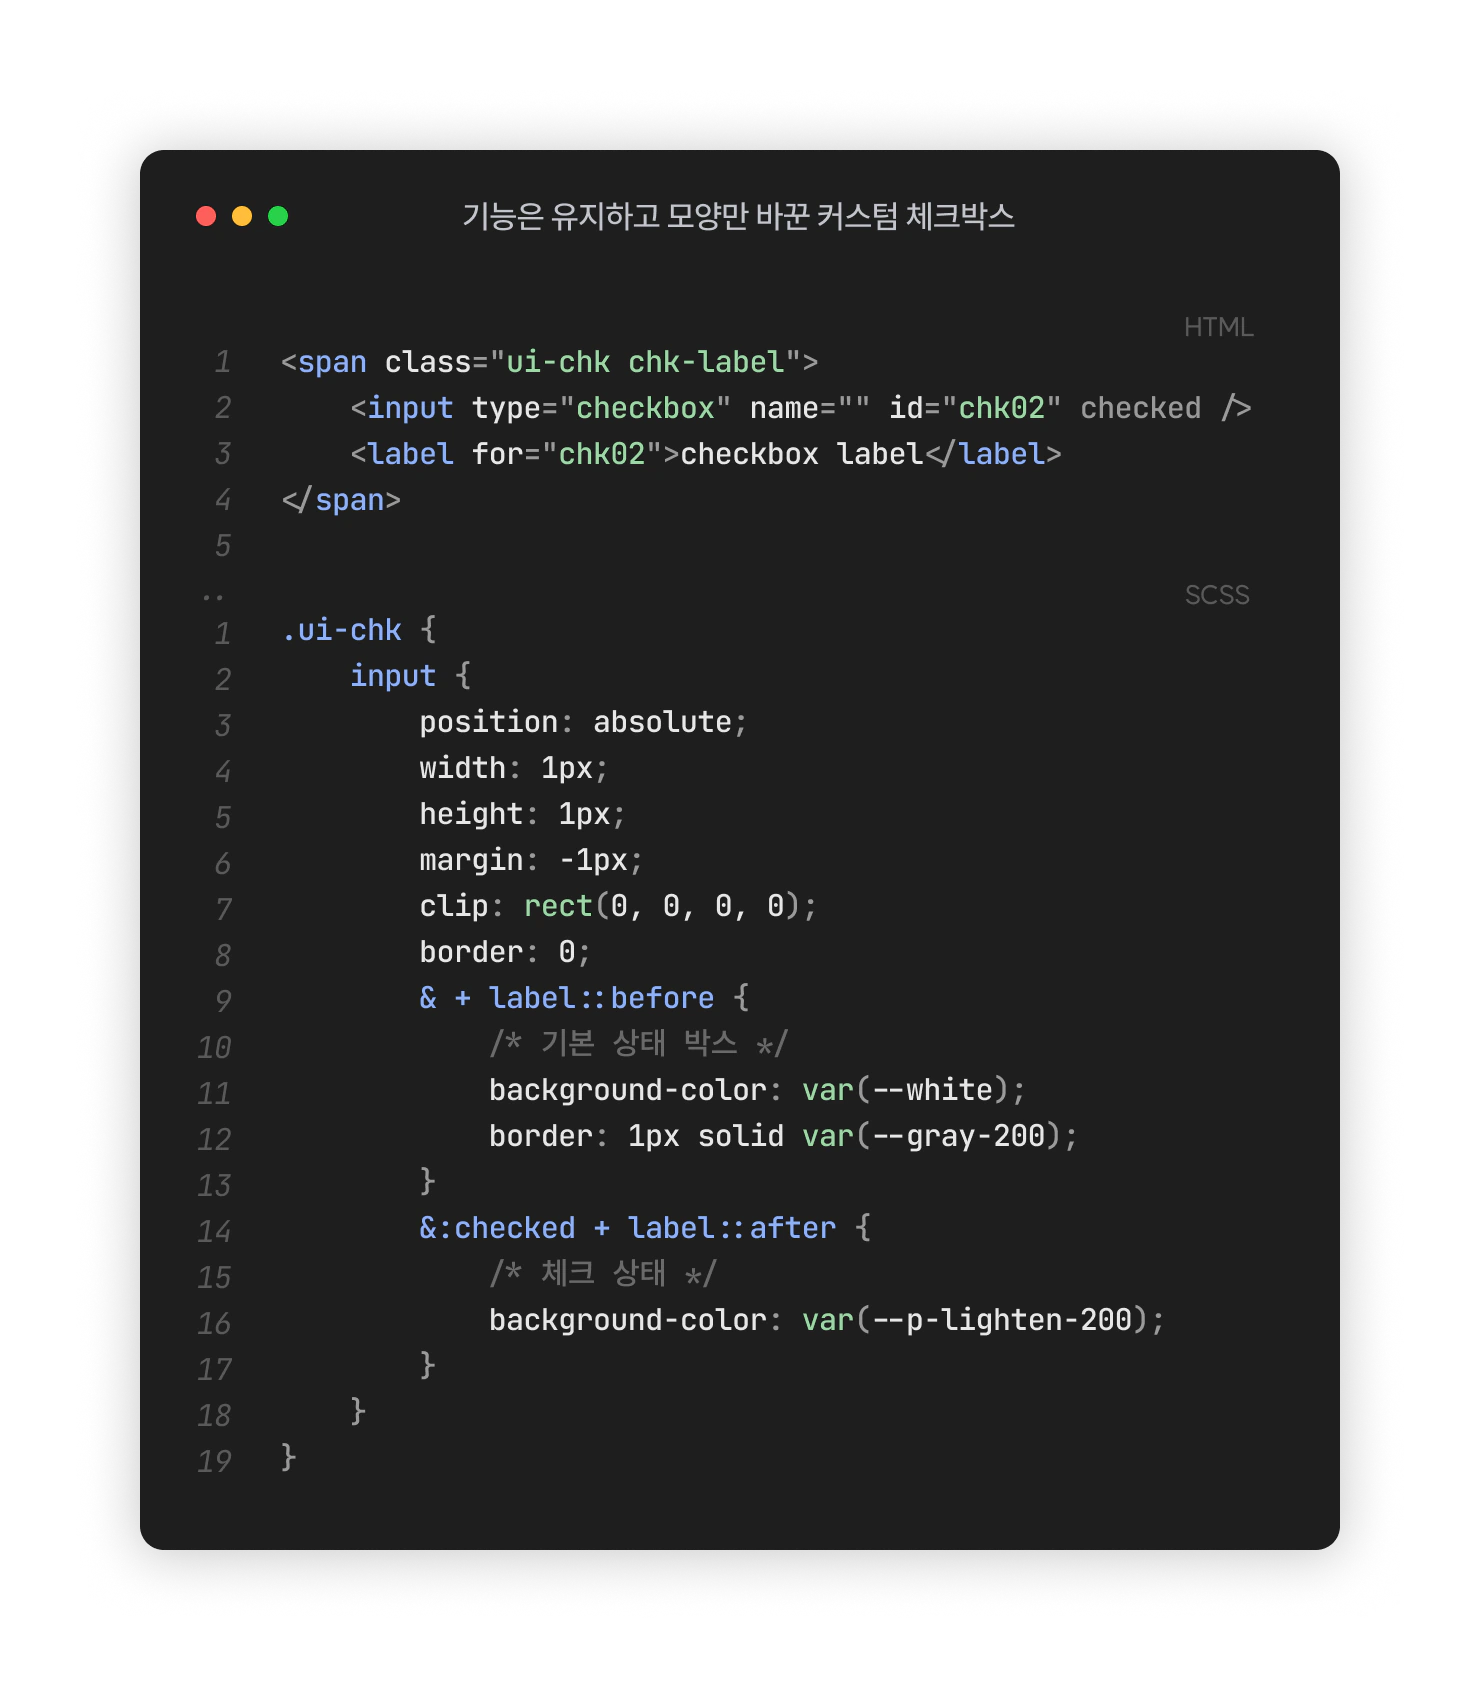 기능은 유지하고 모양만 바꾼 커스텀 체크박스
HTML
1 <span class="ui-chk chk-label">
2     <input type="checkbox" name="" id="chk02" checked />
3     <label for="chk02">checkbox label</label>
4 </span>
5
..
SCSS
1 .ui-chk {
2     input {
3         position: absolute;
4         width: 1px;
5         height: 1px;
6         margin: -1px;
7         clip: rect(0, 0, 0, 0);
8         border: 0;
9         & + label::before {
10             /* 기본 상태 박스 */
11             background-color: var(--white);
12             border: 1px solid var(--gray-200);
13         }
14         &:checked + label::after {
15             /* 체크 상태 */
16             background-color: var(--p-lighten-200);
17         }
18     }
19 }